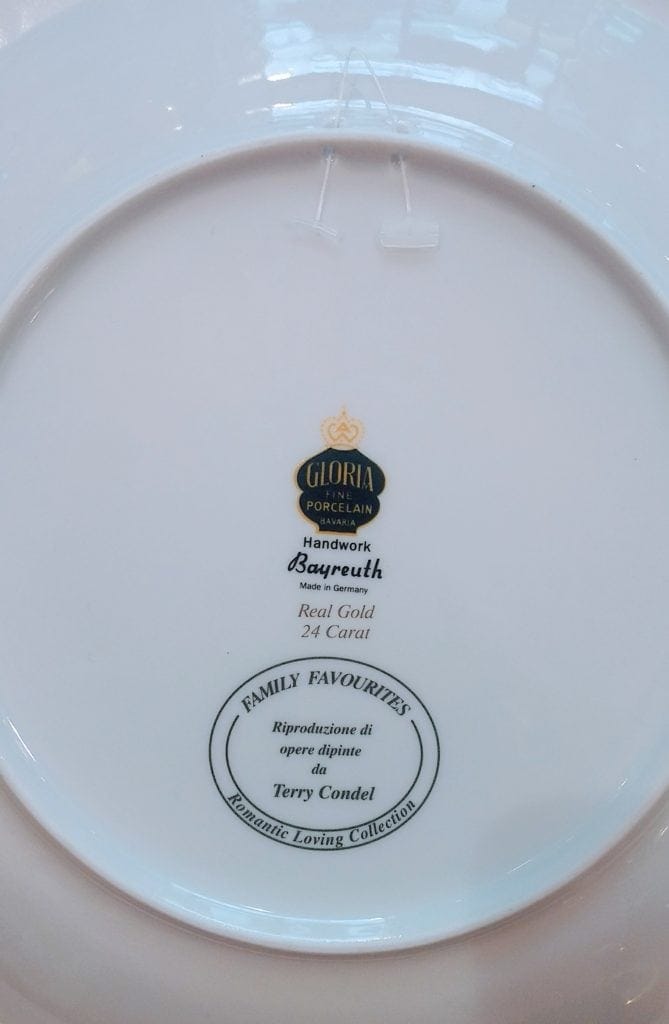 GLORIA
FINE
PORCELAIN
BAVARIA
Handwork
Bayreuth
Made in Germany
Real Gold
24 Carat
FAMILY FAVOURITES
Riproduzione di
opere dipinte
da
Terry Condel
Romantic Loving Collection